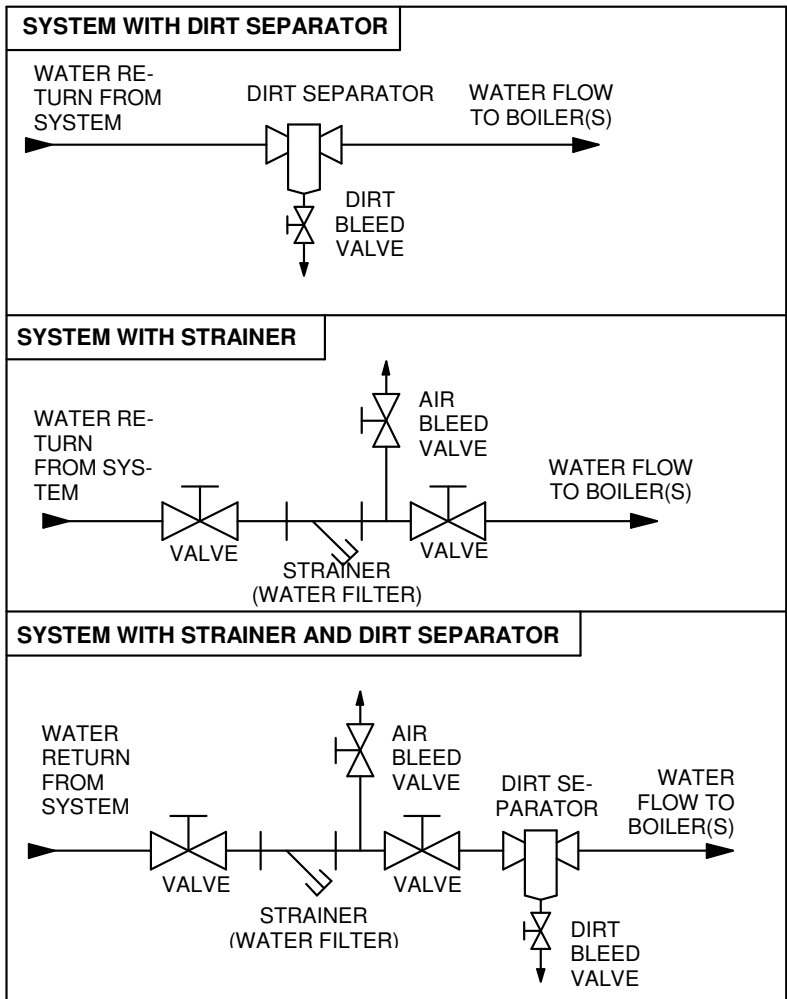 SYSTEM WITH DIRT SEPARATOR
WATER RE-
TURN FROM
SYSTEM
DIRT SEPARATOR
WATER FLOW
TO BOILER(S)
DIRT
BLEED
VALVE
SYSTEM WITH STRAINER
WATER RE-
TURN
FROM SYS-
TEM
AIR
BLEED
VALVE
WATER FLOW
TO BOILER(S)
VALVE
VALVE
STRAINER
(WATER FILTER)
SYSTEM WITH STRAINER AND DIRT SEPARATOR
WATER
RETURN
FROM
SYSTEM
AIR
BLEED
VALVE
DIRT SE-
PARATOR
WATER
FLOW TO
BOILER(S)
VALVE
VALVE
STRAINER
(WATER FILTER)
DIRT
BLEED
VALVE